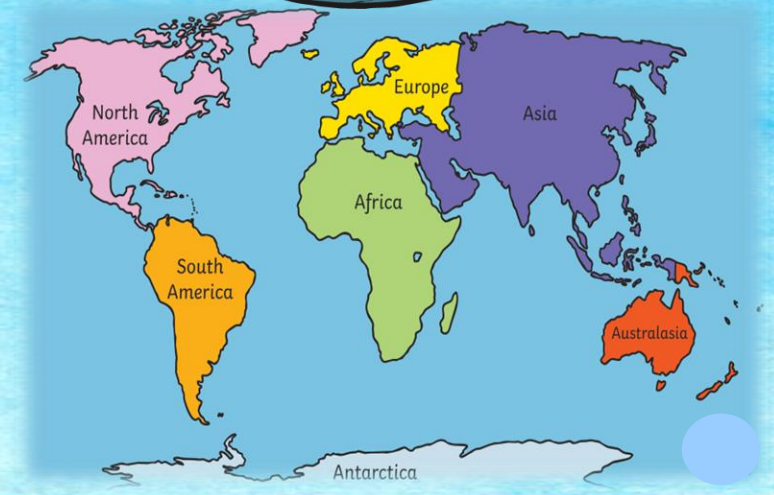 Europe
Asia
North
America
Africa
South
America
Australasia
Antarctica